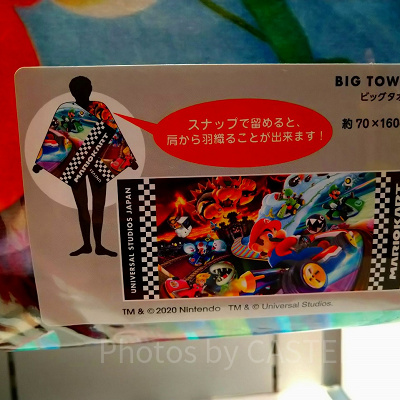 BIG TOW
ビッグタオ
約70×160
スナップで留めると、
肩から羽織ることが出来ます!
MARIOKART
UNIVERSAL STUDIOS JAPAN
MARIOKART
TM & ©2020 Nintendo TM & © Universal Studios.
Photos by CASTE